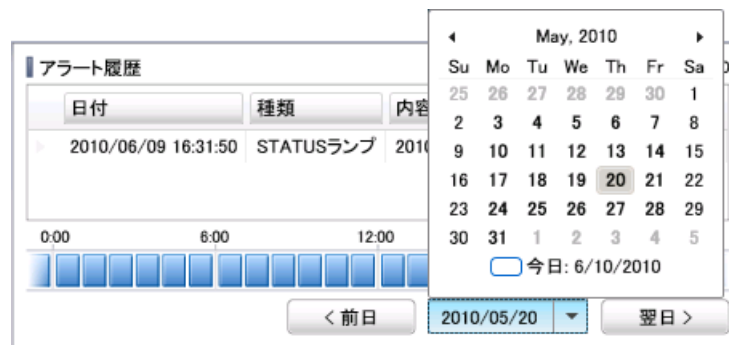 アラート履歴
日付 種類 内容
2010/06/09 16:31:50 STATUSランプ 201
0:00 6:00 12:00
<前日 2010/05/20 翌日>
May, 2010
Su Mo Tu We Th Fr Sa
25 26 27 28 29 30 1
2 3 4 5 6 7 8
9 10 11 12 13 14 15
16 17 18 19 20 21 22
23 24 25 26 27 28 29
30 31 1 2 3 4 5
今日: 6/10/2010